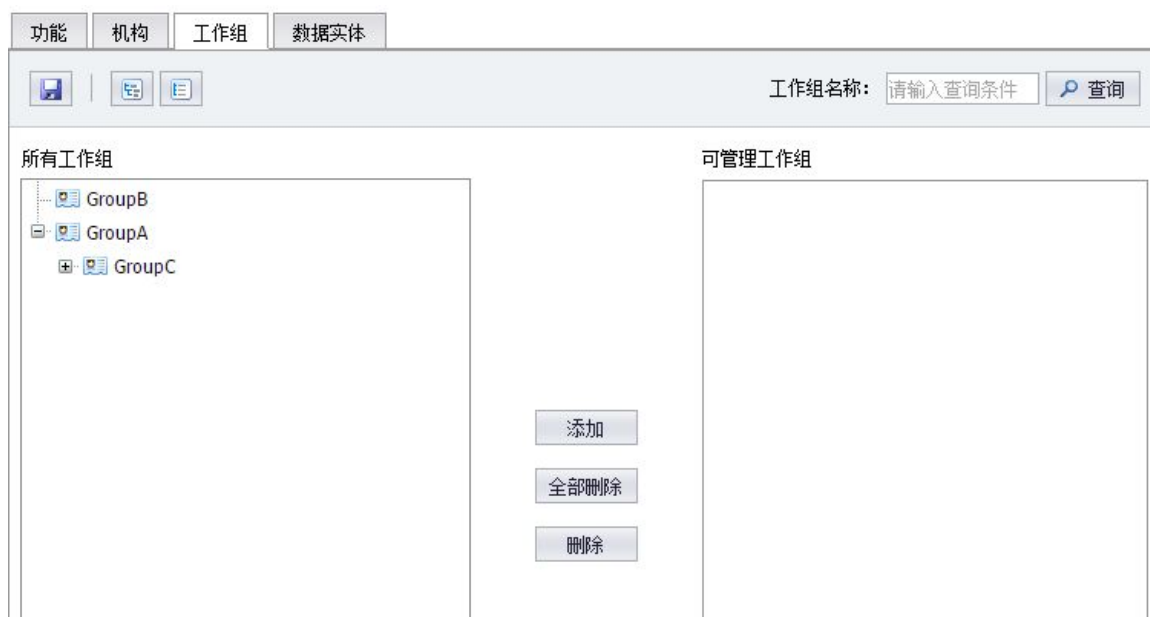 功能 机构 工作组 数据实体
工作组名称： 请输入查询条件 查询
所有工作组 可管理工作组
GroupB
GroupA
GroupC
添加
全部删除
删除